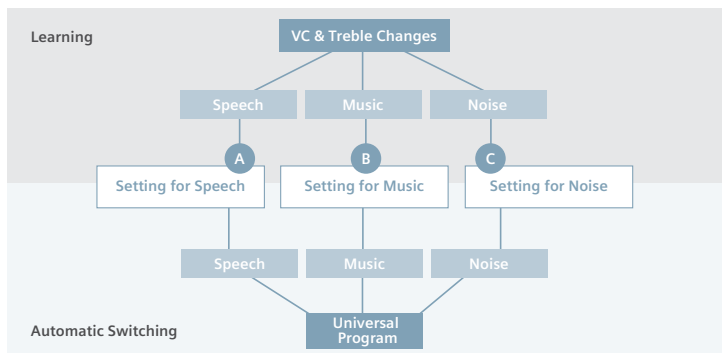 Learning
VC & Treble Changes
Speech
Music
Noise
A
B
C
Setting for Speech
Setting for Music
Setting for Noise
Speech
Music
Noise
Automatic Switching
Universal
Program